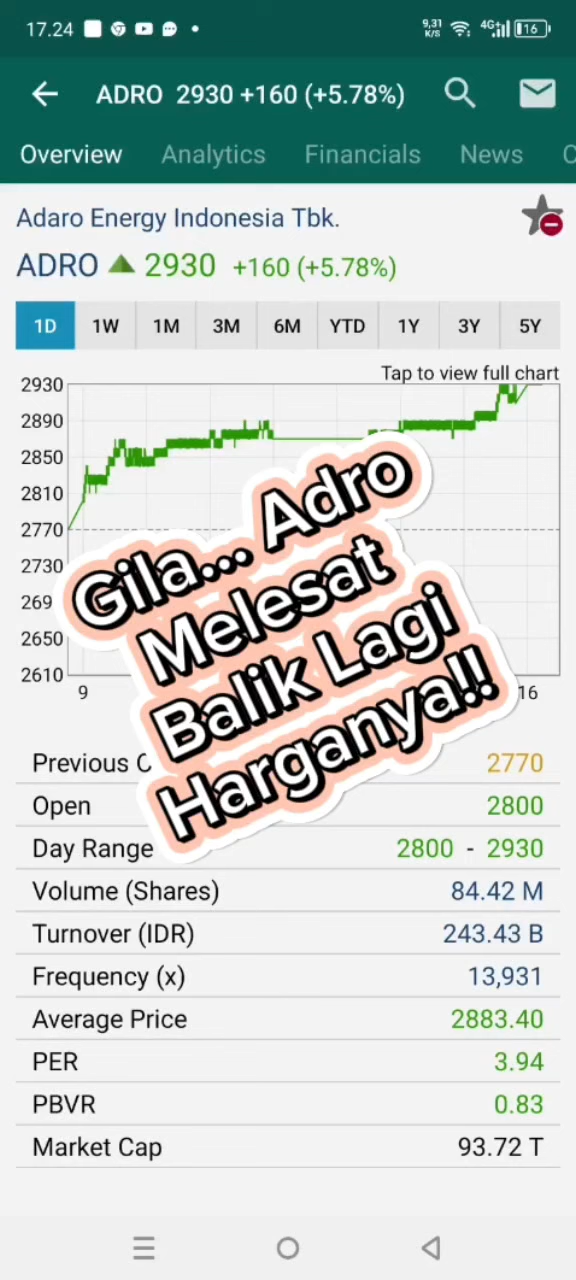 17.24 9,31 K/S 4G+ 16
ADRO 2930 +160 (+5.78%)
Overview Analytics Financials News
Adaro Energy Indonesia Tbk.
ADRO 2930 +160 (+5.78%)
1D 1W 1M 3M 6M YTD 1Y 3Y 5Y
Tap to view full chart
2930
2890
2850
2810
2770
2730
269
2650
2610
9 16
Gila... Adro
Melesat
Balik Lagi
Harganya!!
Previous C 2770
Open 2800
Day Range 2800 - 2930
Volume (Shares) 84.42 M
Turnover (IDR) 243.43 B
Frequency (x) 13,931
Average Price 2883.40
PER 3.94
PBVR 0.83
Market Cap 93.72 T